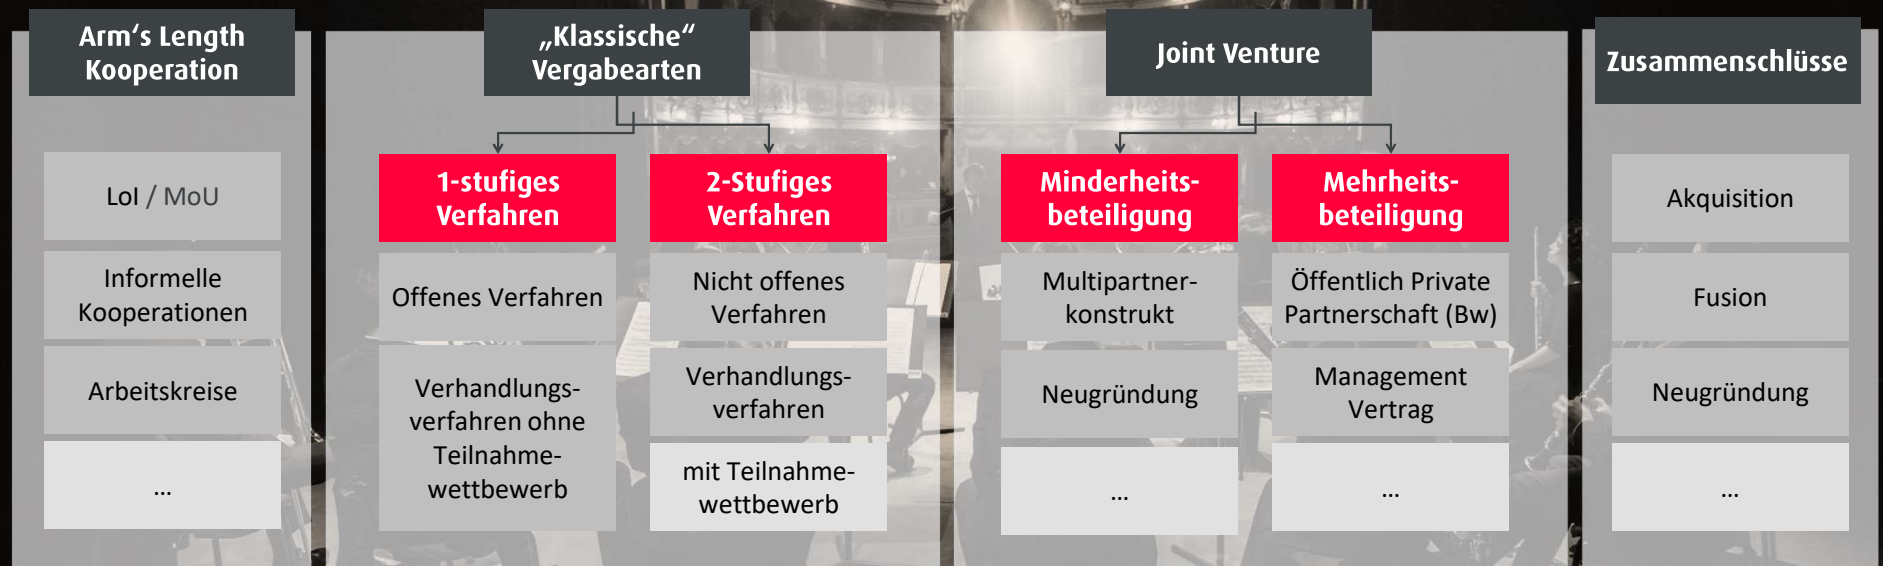 Arm‘s Length
Kooperation
LoI / MoU
Informelle
Kooperationen
Arbeitskreise
...
„Klassische“
Vergabearten
1-stufiges
Verfahren
Offenes Verfahren
Verhandlungs-
verfahren ohne
Teilnahme-
wettbewerb
2-Stufiges
Verfahren
Nicht offenes
Verfahren
Verhandlungs-
verfahren
mit Teilnahme-
wettbewerb
Joint Venture
Minderheits-
beteiligung
Multipartner-
konstrukt
Neugründung
...
Mehrheits-
beteiligung
Öffentlich Private
Partnerschaft (Bw)
Management
Vertrag
...
Zusammenschlüsse
Akquisition
Fusion
Neugründung
...